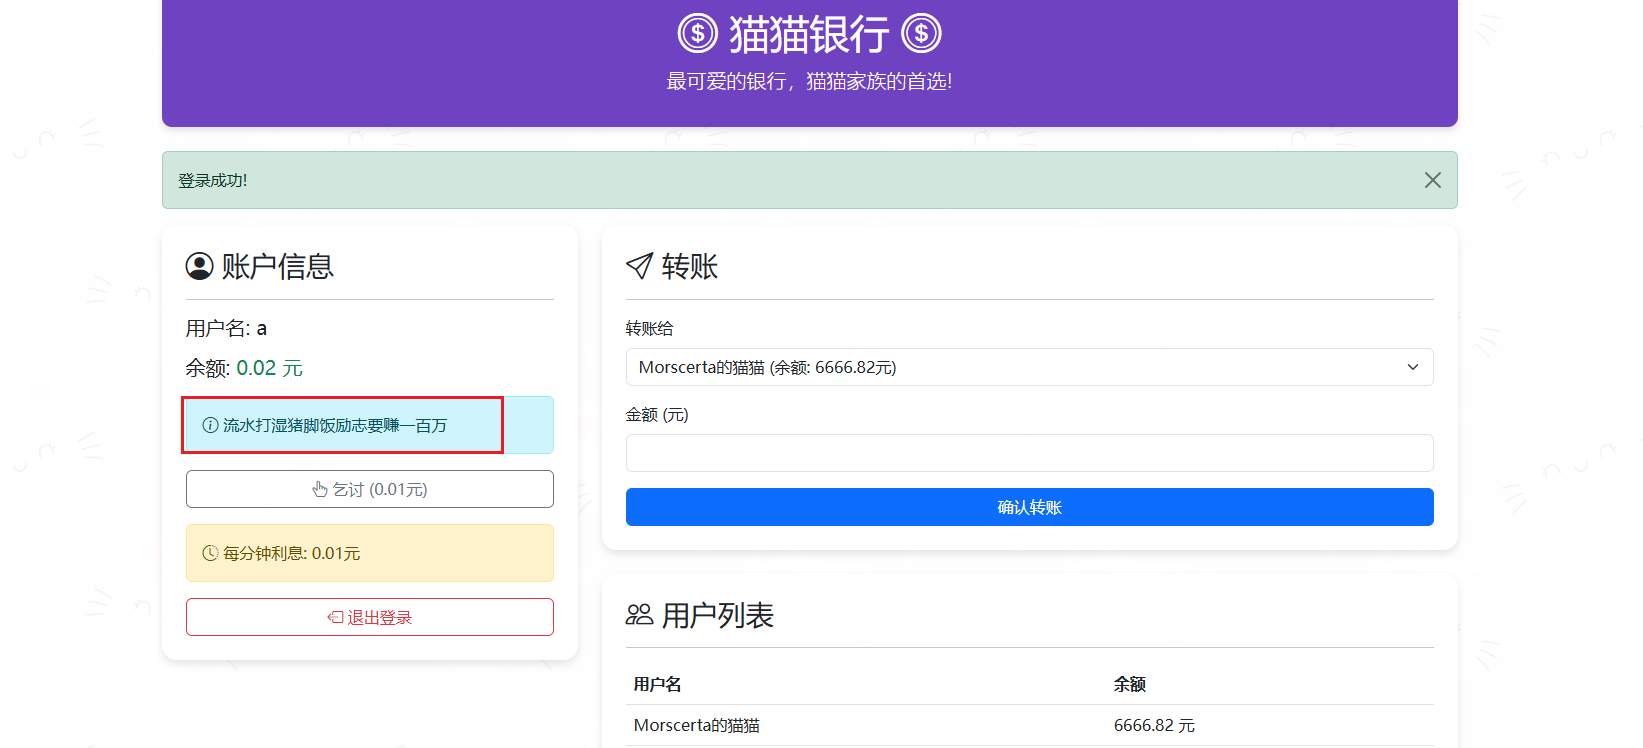 猫猫银行
最可爱的银行，猫猫家族的首选!
登录成功!
账户信息
用户名: a
余额: 0.02 元
流水打湿猪脚饭励志要赚一百万
乞讨 (0.01元)
每分钟利息: 0.01元
退出登录
转账
转账给
Morscerta的猫猫 (余额: 6666.82元)
金额 (元)
确认转账
用户列表
用户名 余额
Morscerta的猫猫 6666.82 元